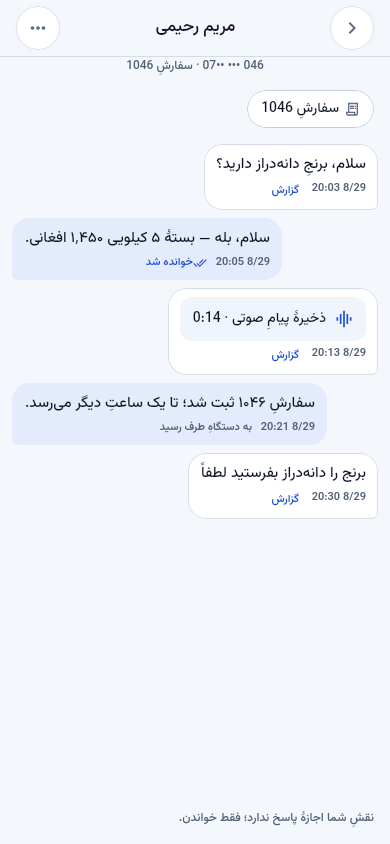 مریم رحیمی
046 ••• ••07 · سفارشِ 1046
سفارشِ 1046
سلام، برنجِ دانه‌دراز دارید؟
8/29 20:03 گزارش
سلام، بله — بستهٔ ۵ کیلویی ۱,۴۵۰ افغانی.
8/29 20:05 خوانده شد
ذخیرهٔ پیامِ صوتی · 0:14
8/29 20:13 گزارش
سفارشِ ۱۰۴۶ ثبت شد؛ تا یک ساعتِ دیگر می‌رسد.
8/29 20:21 به دستگاهِ طرف رسید
برنج را دانه‌دراز بفرستید لطفاً
8/29 20:30 گزارش
نقشِ شما اجازهٔ پاسخ ندارد؛ فقط خواندن.